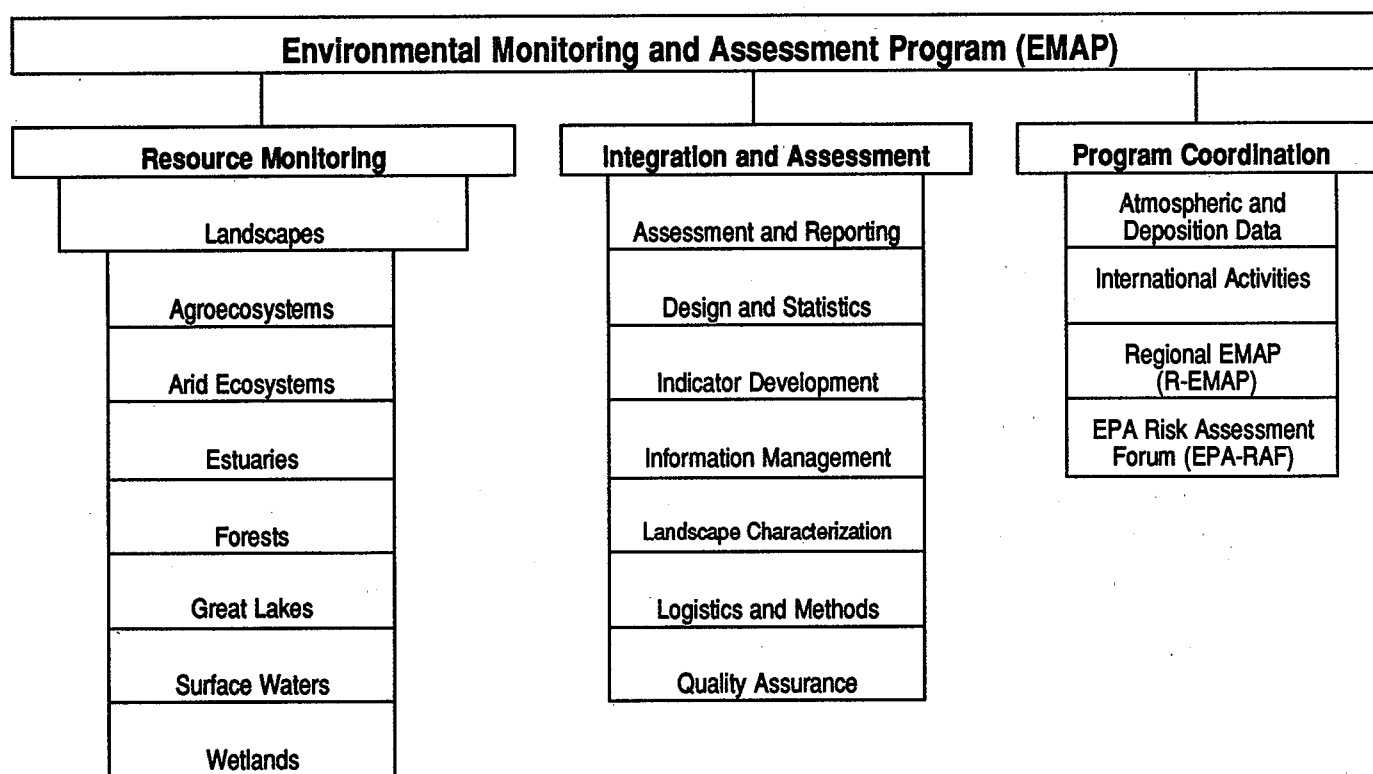 Environmental Monitoring and Assessment Program (EMAP)
Resource Monitoring
Landscapes
Agroecosystems
Arid Ecosystems
Estuaries
Forests
Great Lakes
Surface Waters
Wetlands
Integration and Assessment
Assessment and Reporting
Design and Statistics
Indicator Development
Information Management
Landscape Characterization
Logistics and Methods
Quality Assurance
Program Coordination
Atmospheric and
Deposition Data
International Activities
Regional EMAP
(R-EMAP)
EPA Risk Assessment
Forum (EPA-RAF)